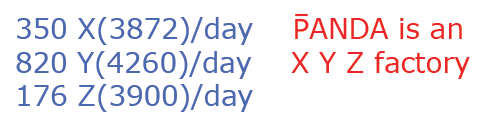 350 X(3872)/day
820 Y(4260)/day
176 Z(3900)/day
P̅ANDA is an
X Y Z factory